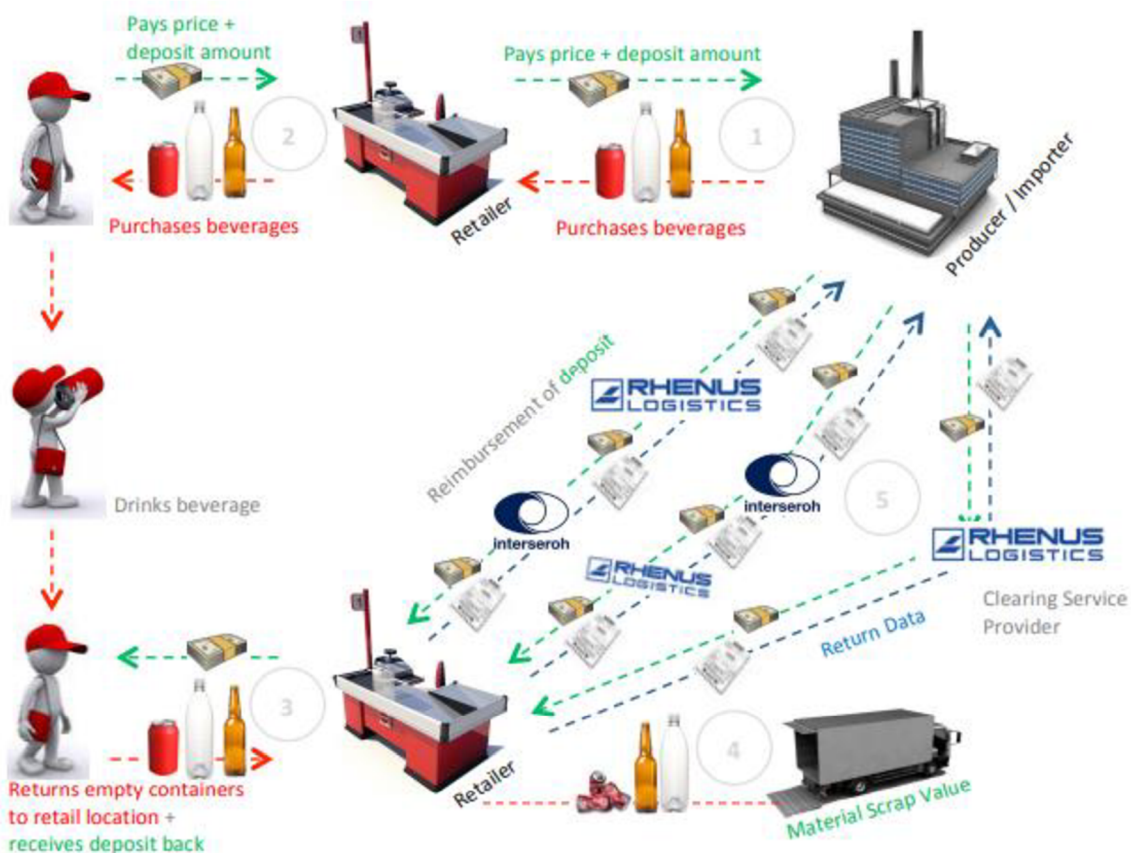 Pays price +
deposit amount
2
Purchases beverages
Retailer
Pays price + deposit amount
1
Purchases beverages
Producer / Importer
Drinks beverage
Reimbursement of deposit
RHENUS
LOGISTICS
interseroh
interseroh
RHENUS
LOGISTICS
5
RHENUS
LOGISTICS
Clearing Service
Provider
Return Data
3
Returns empty containers
to retail location +
receives deposit back
Retailer
4
Material Scrap Value